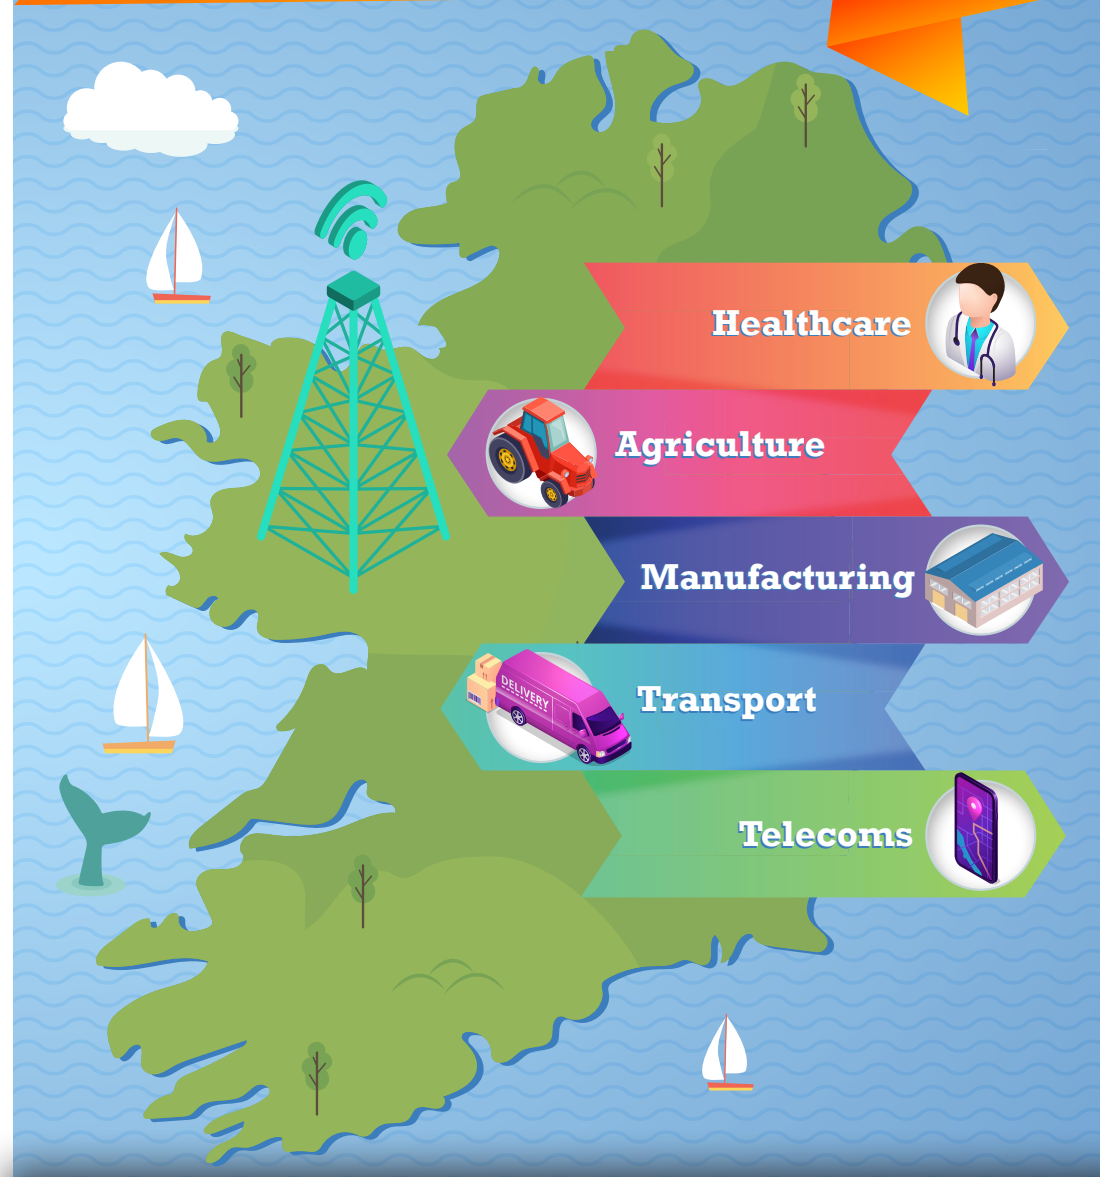 Healthcare
Agriculture
Manufacturing
DELIVERY
Transport
Telecoms